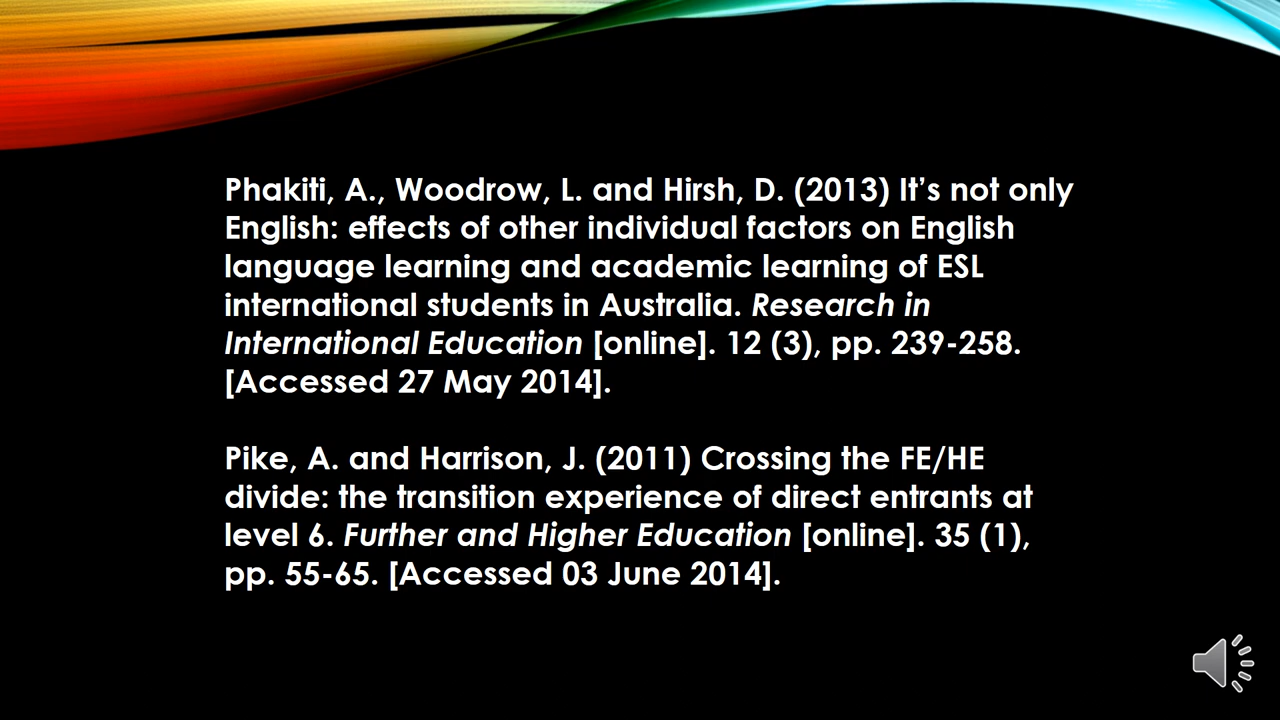 Phakiti, A., Woodrow, L. and Hirsh, D. (2013) It’s not only
English: effects of other individual factors on English
language learning and academic learning of ESL
international students in Australia. Research in
International Education [online]. 12 (3), pp. 239-258.
[Accessed 27 May 2014].
Pike, A. and Harrison, J. (2011) Crossing the FE/HE
divide: the transition experience of direct entrants at
level 6. Further and Higher Education [online]. 35 (1),
pp. 55-65. [Accessed 03 June 2014].